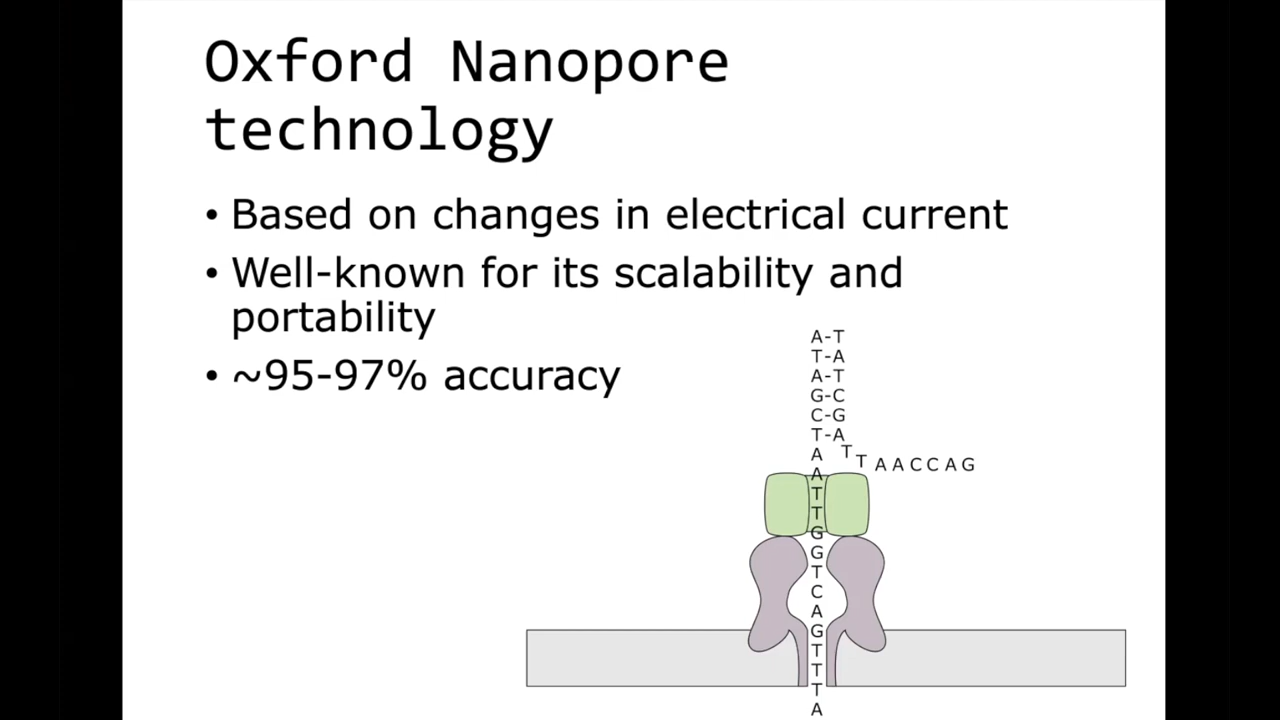 Oxford Nanopore
technology
• Based on changes in electrical current
• Well-known for its scalability and
portability
• ~95-97% accuracy
A-T
T-A
A-T
G-C
C-G
T-A
A T
T A A C C A G
A
T
T
G
G
T
C
A
G
T
T
T
A